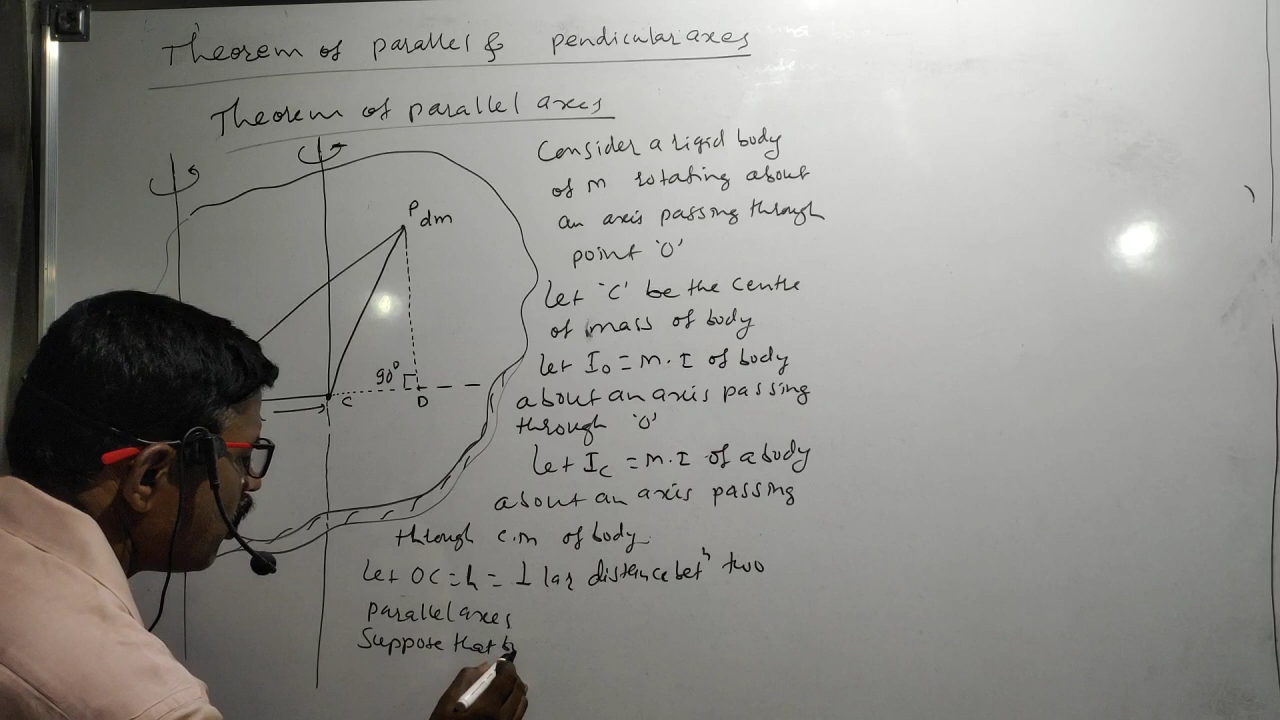 Theorem of parallel & pendicular axes
Theorem of parallel axes
P dm
90°
C
D
Consider a rigid body
of m rotating about
an axis passing through
point 'O'
let 'C' be the centre
of mass of body
let I₀ = m.I of body
about an axis passing
through 'O'
let Ic = m.I of a body
about an axis passing
through c.m of body.
let OC = h = ⊥ lar distance betⁿ two
parallel axes
Suppose that